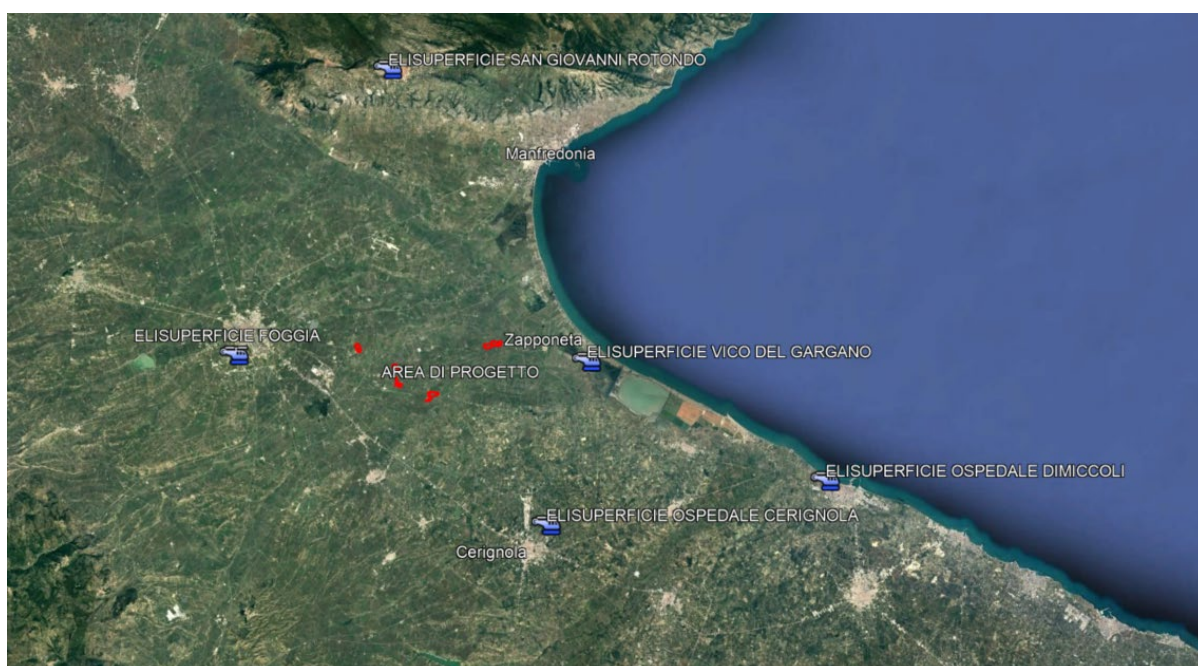 ELISUPERFICIE SAN GIOVANNI ROTONDO
Manfredonia
ELISUPERFICIE FOGGIA
Zapponeta
ELISUPERFICIE VICO DEL GARGANO
AREA DI PROGETTO
ELISUPERFICIE OSPEDALE DIMICCOLI
ELISUPERFICIE OSPEDALE CERIGNOLA
Cerignola